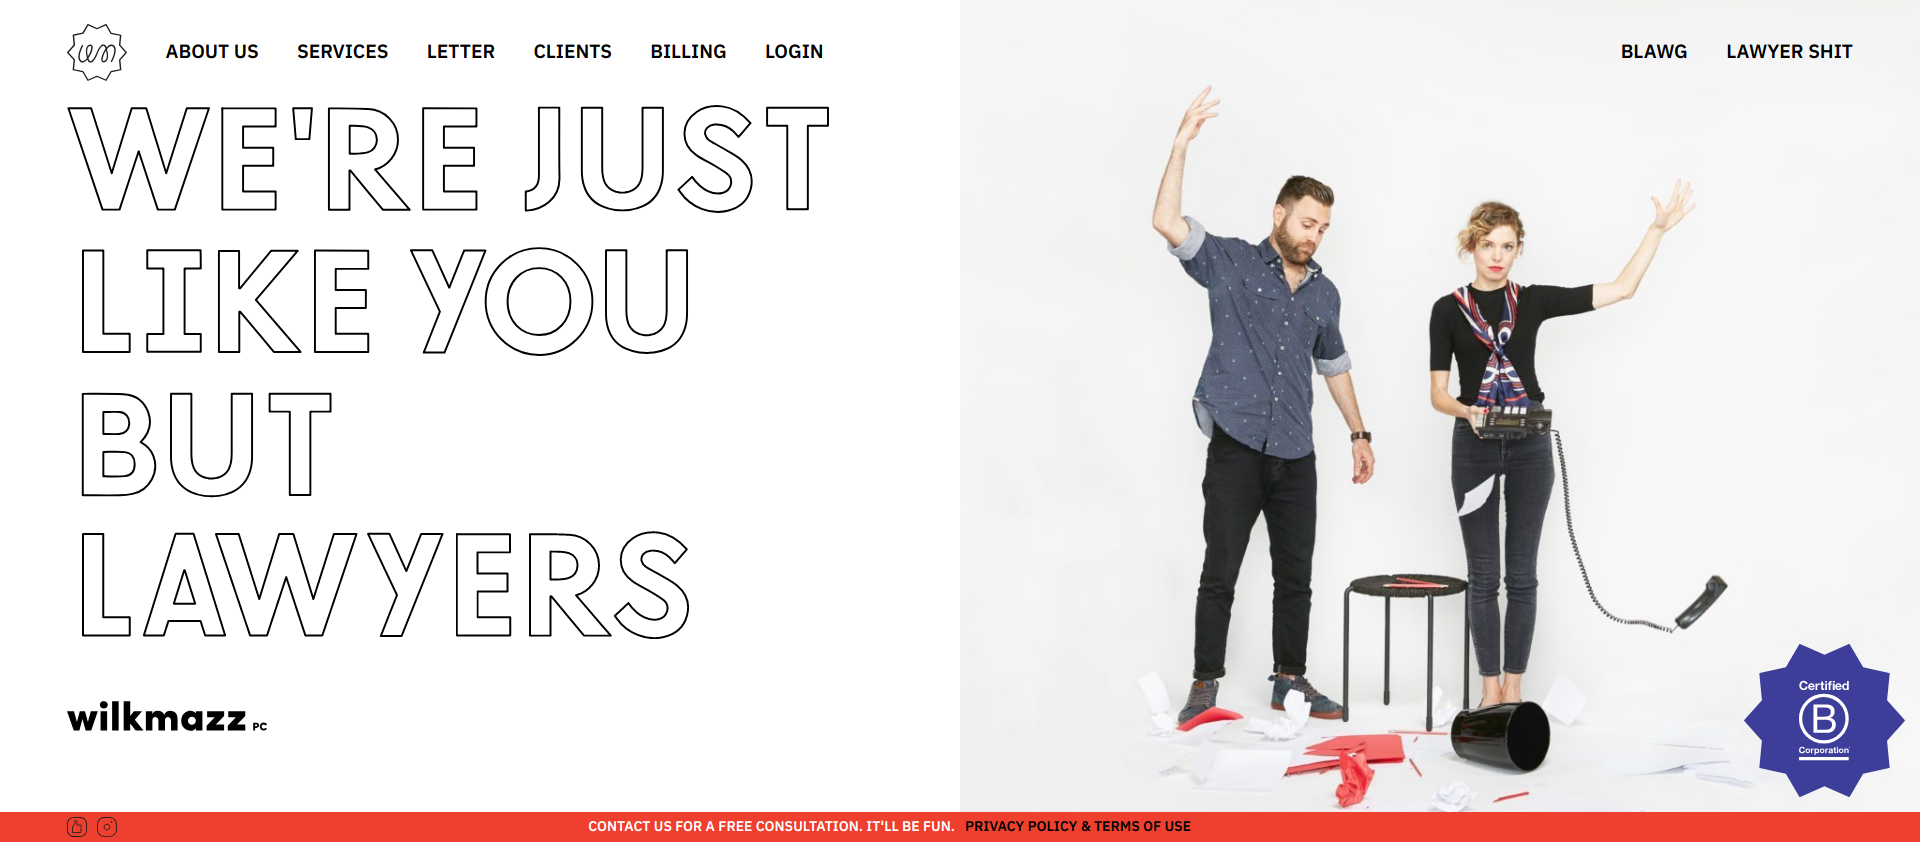 wm
ABOUT US SERVICES LETTER CLIENTS BILLING LOGIN
BLAWG LAWYER SHIT
WE'RE JUST
LIKE YOU
BUT
LAWYERS
wilkmazz PC
Certified
B
Corporation
CONTACT US FOR A FREE CONSULTATION. IT'LL BE FUN. PRIVACY POLICY & TERMS OF USE